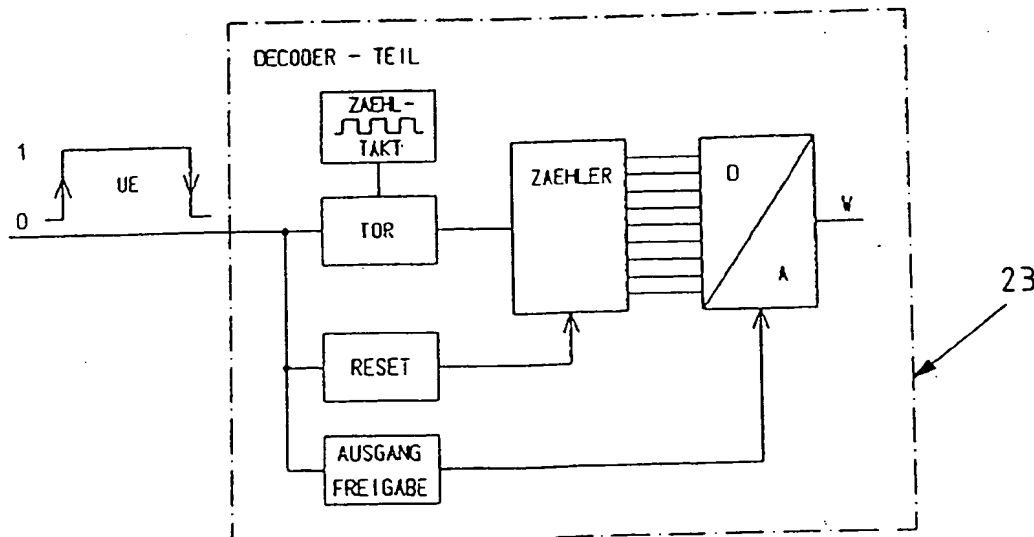 DECODER - TEIL
ZAEHL-
TAKT
1
UE
0
TOR
ZAEHLER
D
A
W
23
RESET
AUSGANG
FREIGABE